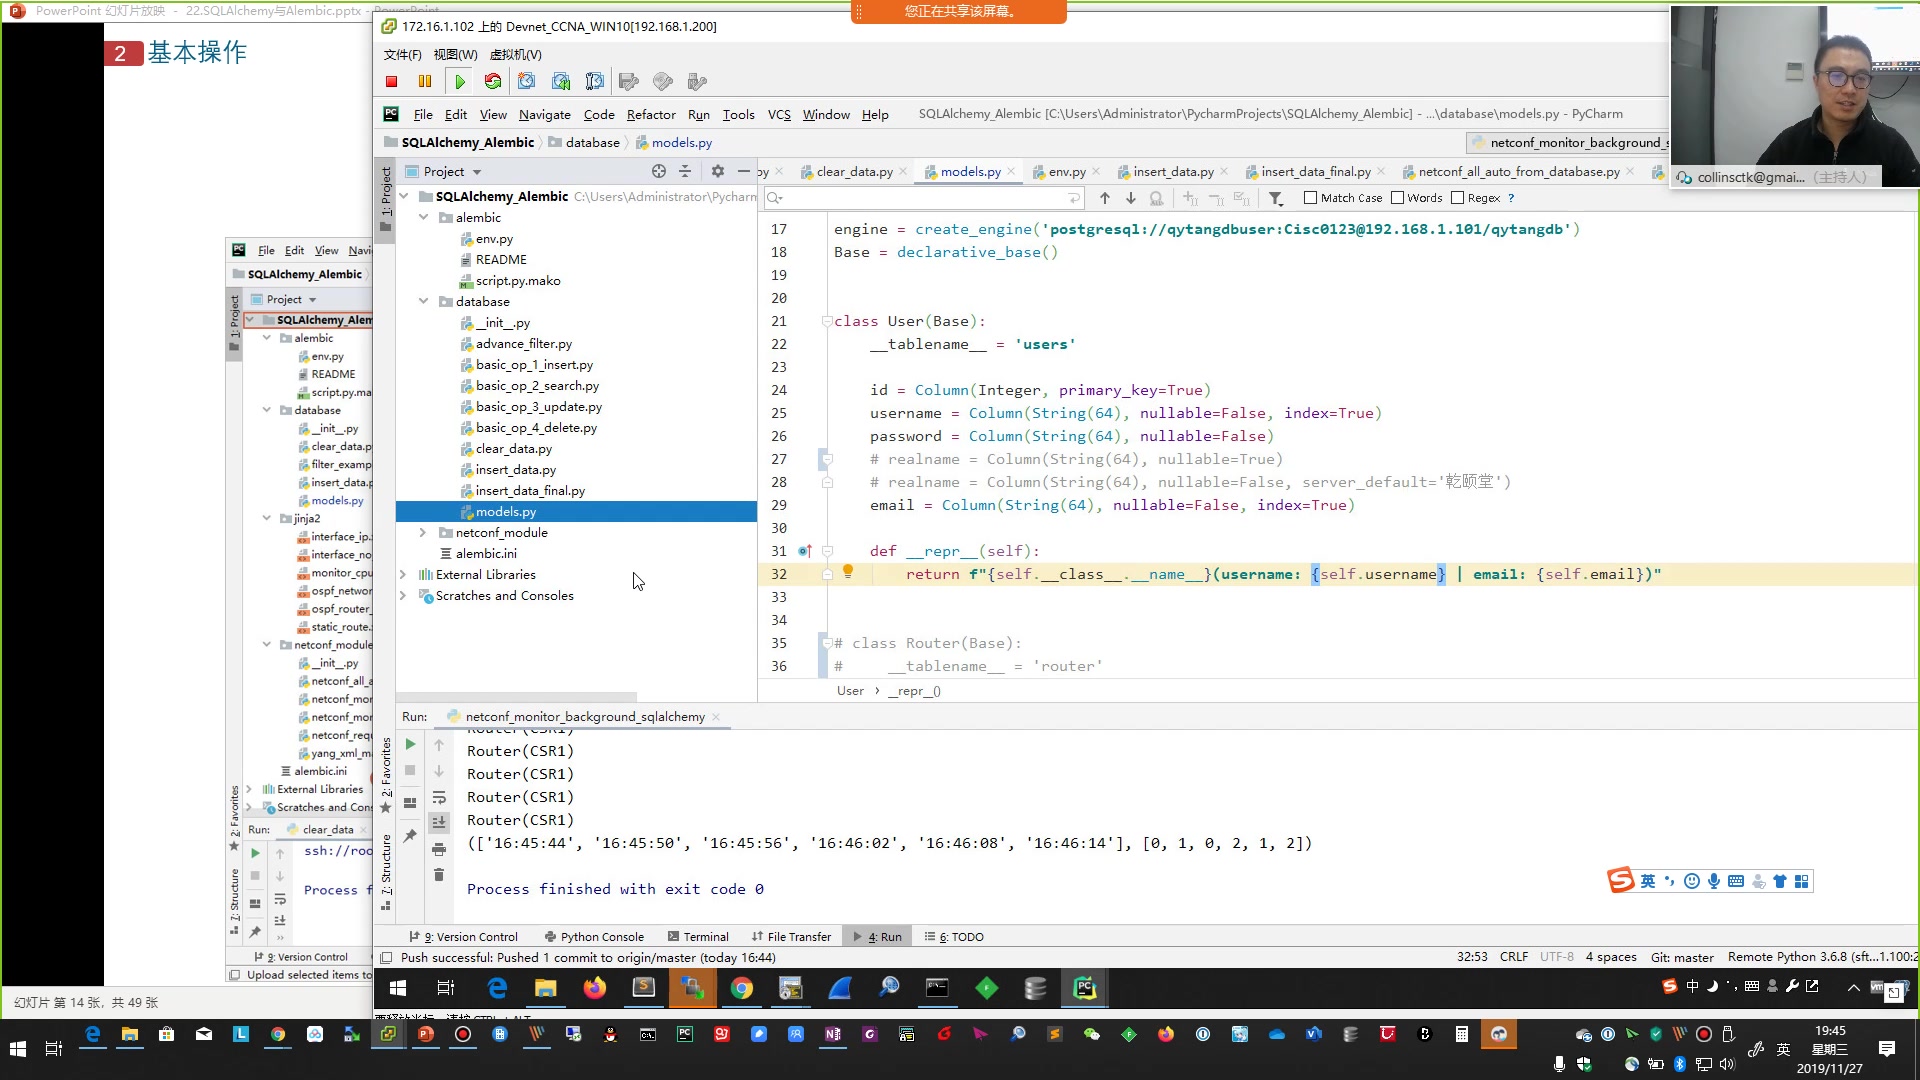 PowerPoint 幻灯片放映 - 22.SQLAlchemy与Alembic.pptx - PowerPoint
您正在共享该屏幕。
2 基本操作
172.16.1.102 上的 Devnet_CCNA_WIN10[192.168.1.200]
文件(F) 视图(W) 虚拟机(V)
File Edit View Navigate Code Refactor Run Tools VCS Window Help
SQLAlchemy_Alembic [C:\Users\Administrator\PycharmProjects\SQLAlchemy_Alembic] - ...\database\models.py - PyCharm
SQLAlchemy_Alembic database models.py
netconf_monitor_background_s
collinsctk@gmai... (主持人)
Project
py clear_data.py models.py env.py insert_data.py insert_data_final.py netconf_all_auto_from_database.py
Match Case Words Regex ?
1: Project
SQLAlchemy_Alembic C:\Users\Administrator\Pycharm
alembic
env.py
README
script.py.mako
database
__init__.py
advance_filter.py
basic_op_1_insert.py
basic_op_2_search.py
basic_op_3_update.py
basic_op_4_delete.py
clear_data.py
insert_data.py
insert_data_final.py
models.py
netconf_module
alembic.ini
External Libraries
Scratches and Consoles
17 engine = create_engine('postgresql://qytangdbuser:Cisc0123@192.168.1.101/qytangdb')
18 Base = declarative_base()
19
20
21 class User(Base):
22 __tablename__ = 'users'
23
24 id = Column(Integer, primary_key=True)
25 username = Column(String(64), nullable=False, index=True)
26 password = Column(String(64), nullable=False)
27 # realname = Column(String(64), nullable=True)
28 # realname = Column(String(64), nullable=False, server_default='乾颐堂')
29 email = Column(String(64), nullable=False, index=True)
30
31 def __repr__(self):
32 return f"{self.__class__.__name__}(username: {self.username} | email: {self.email})"
33
34
35 # class Router(Base):
36 # __tablename__ = 'router'
User __repr__()
Run: netconf_monitor_background_sqlalchemy
Router(CSR1)
Router(CSR1)
Router(CSR1)
Router(CSR1)
Router(CSR1)
(['16:45:44', '16:45:50', '16:45:56', '16:46:02', '16:46:08', '16:46:14'], [0, 1, 0, 2, 1, 2])
Process finished with exit code 0
2: Favorites
7: Structure
英
9: Version Control Python Console Terminal File Transfer 4: Run 6: TODO
Push successful: Pushed 1 commit to origin/master (today 16:44)
32:53 CRLF UTF-8 4 spaces Git: master Remote Python 3.6.8 (sft...1.100:2
File Edit View Navi
SQLAlchemy_Alembic
Project
1: Project
SQLAlchemy_Alem
alembic
env.py
README
script.py.ma
database
__init__.py
clear_data.p
filter_examp
insert_data.p
models.py
jinja2
interface_ip.
interface_no
monitor_cpu
ospf_networ
ospf_router_
static_route.
netconf_module
__init__.py
netconf_all_a
netconf_mor
netconf_mor
netconf_requ
yang_xml_m
alembic.ini
External Libraries
Scratches and Cons
Run: clear_data
ssh://roo
Process f
2: Favorites
7: Structure
9: Version Control
Upload selected items to
中
幻灯片 第 14 张，共 49 张
19:45
英 星期三
2019/11/27